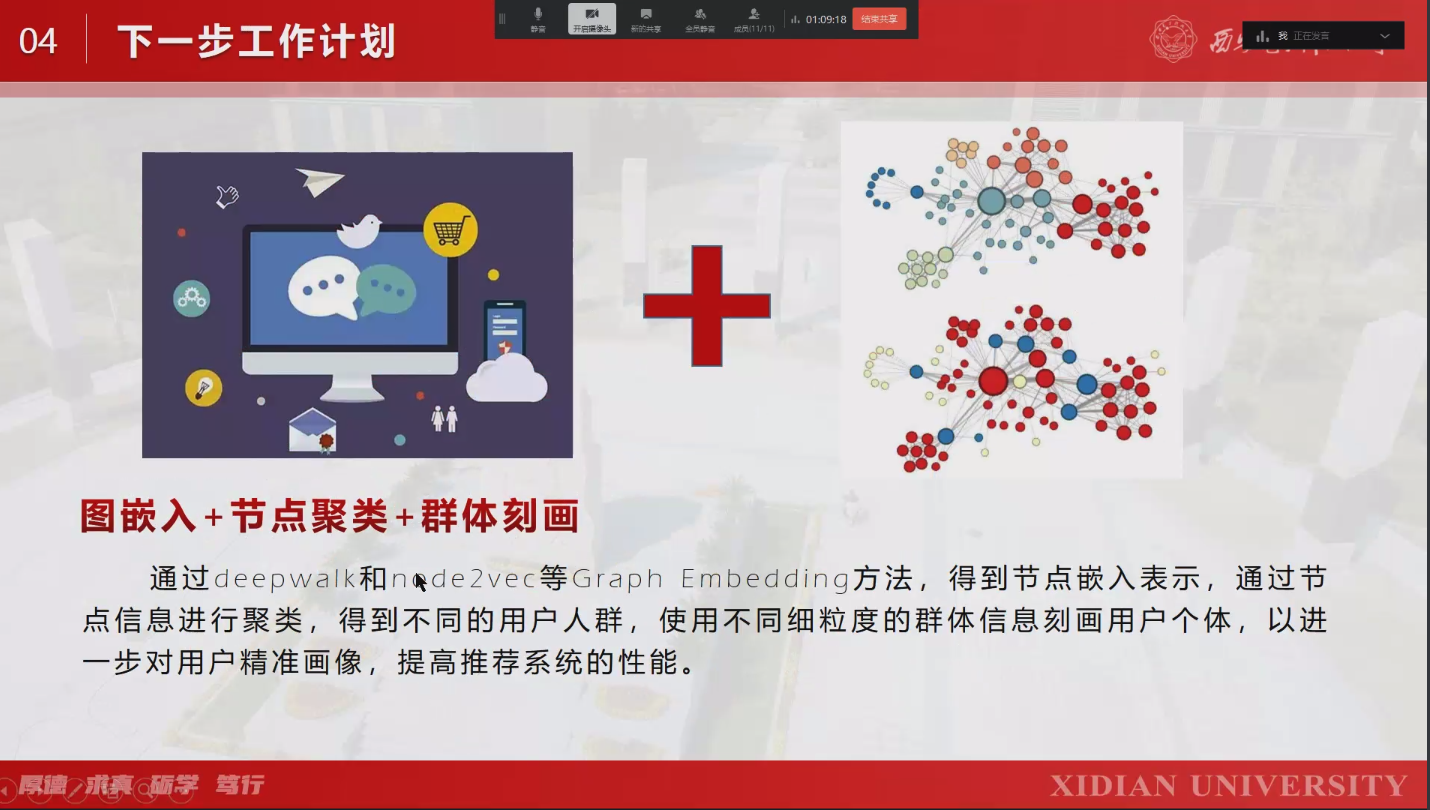 04
下一步工作计划
静音
开启摄像头
新的共享
全员静音
成员(11/11)
01:09:18
结束共享
我 正在发言
图嵌入+节点聚类+群体刻画
通过deepwalk和node2vec等Graph Embedding方法，得到节点嵌入表示，通过节
点信息进行聚类，得到不同的用户人群，使用不同细粒度的群体信息刻画用户个体，以进
一步对用户精准画像，提高推荐系统的性能。
厚德 求真 砺学 笃行
XIDIAN UNIVERSITY